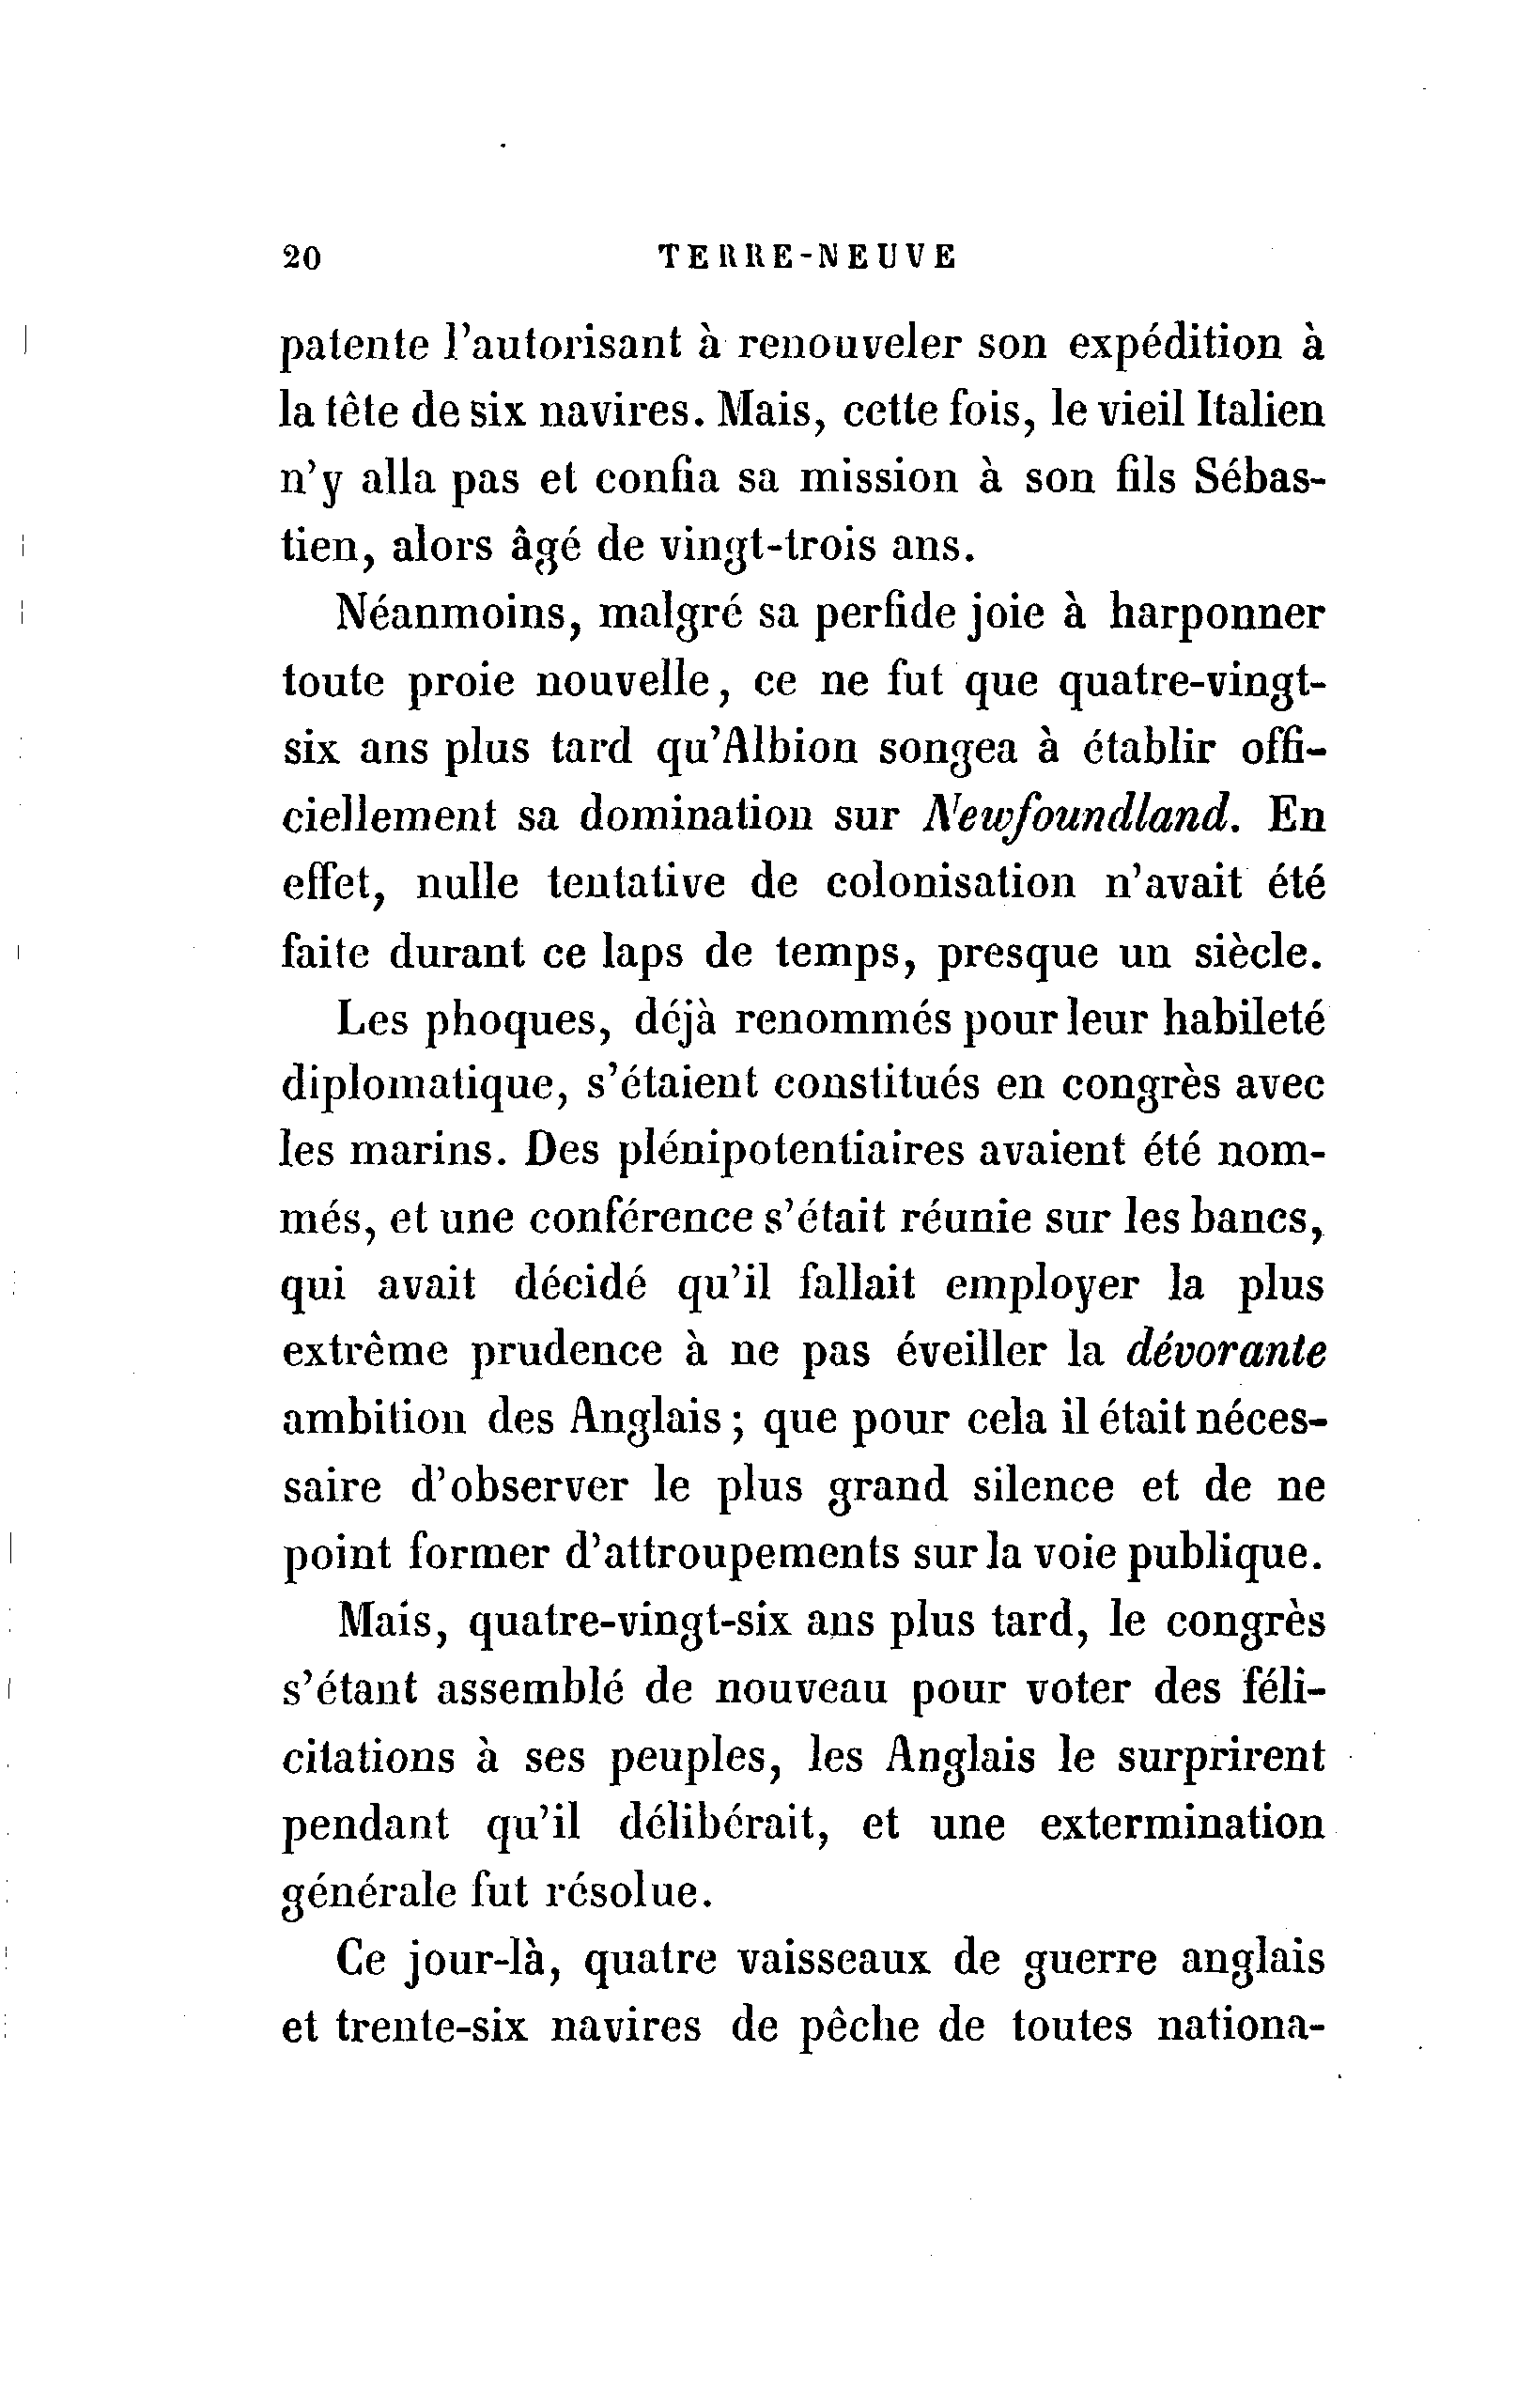 20 TERRE-NEUVE
patente l'autorisant à renouveler son expédition à
la tête de six navires. Mais, cette fois, le vieil Italien
n'y alla pas et confia sa mission à son fils Sébas-
tien, alors âgé de vingt-trois ans.
Néanmoins, malgré sa perfide joie à harponner
toute proie nouvelle, ce ne fut que quatre-vingt-
six ans plus tard qu'Albion songea à établir offi-
ciellement sa domination sur Newfoundland. En
effet, nulle tentative de colonisation n'avait été
faite durant ce laps de temps, presque un siècle.
Les phoques, déjà renommés pour leur habileté
diplomatique, s'étaient constitués en congrès avec
les marins. Des plénipotentiaires avaient été nom-
més, et une conférence s'était réunie sur les bancs,
qui avait décidé qu'il fallait employer la plus
extrême prudence à ne pas éveiller la dévorante
ambition des Anglais ; que pour cela il était néces-
saire d'observer le plus grand silence et de ne
point former d'attroupements sur la voie publique.
Mais, quatre-vingt-six ans plus tard, le congrès
s'étant assemblé de nouveau pour voter des féli-
citations à ses peuples, les Anglais le surprirent
pendant qu'il délibérait, et une extermination
générale fut résolue.
Ce jour-là, quatre vaisseaux de guerre anglais
et trente-six navires de pêche de toutes nationa-